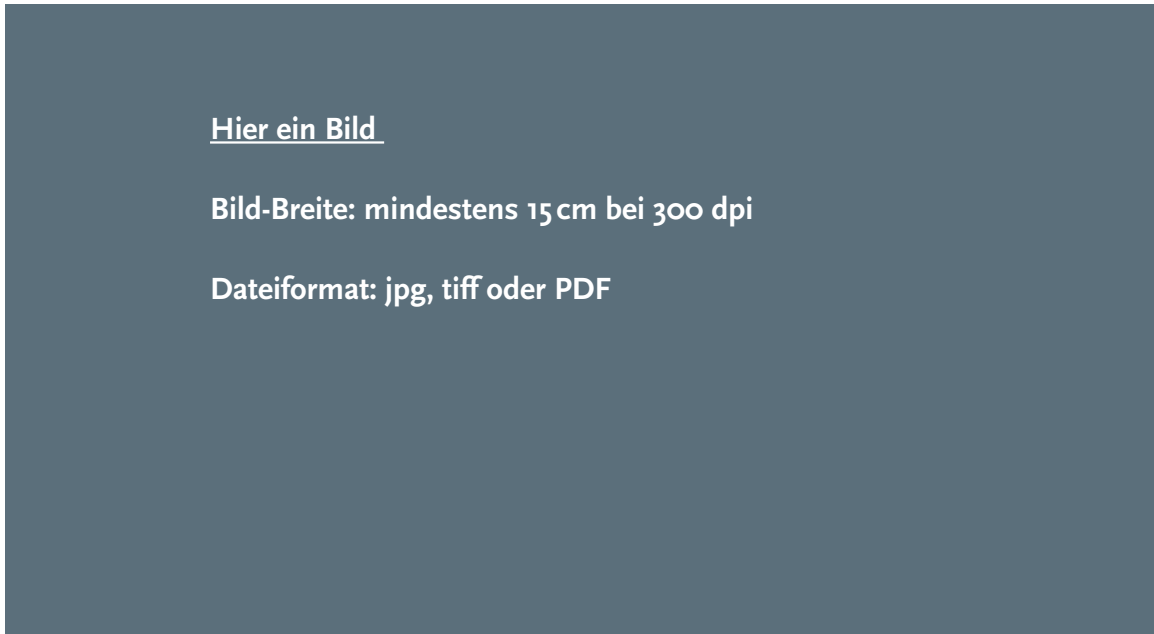 Hier ein Bild
Bild-Breite: mindestens 15 cm bei 300 dpi
Dateiformat: jpg, tiff oder PDF